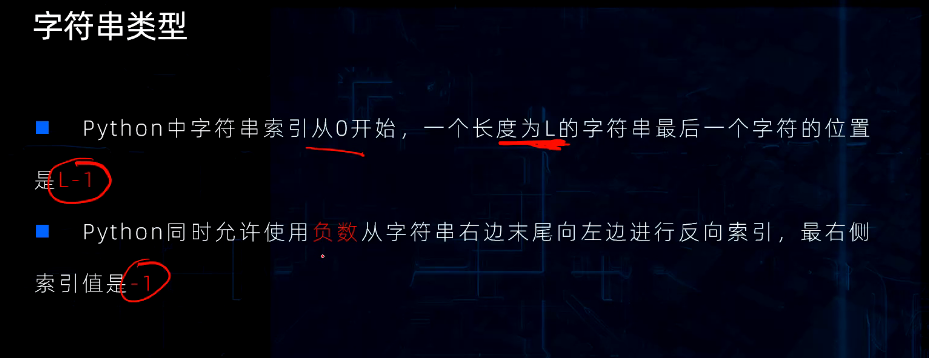 字符串类型
Python中字符串索引从0开始，一个长度为L的字符串最后一个字符的位置
是L-1
Python同时允许使用负数从字符串右边末尾向左边进行反向索引，最右侧
索引值是-1